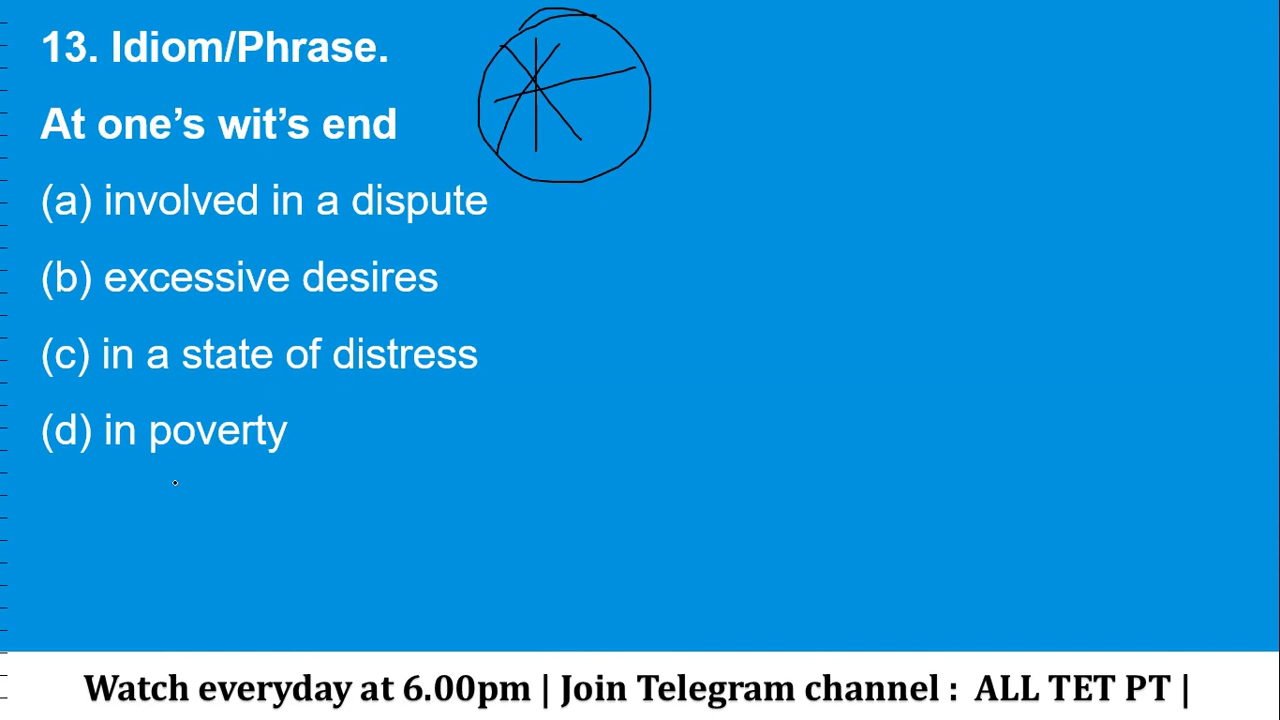 13. Idiom/Phrase.
At one’s wit’s end
(a) involved in a dispute
(b) excessive desires
(c) in a state of distress
(d) in poverty
Watch everyday at 6.00pm | Join Telegram channel : ALL TET PT |